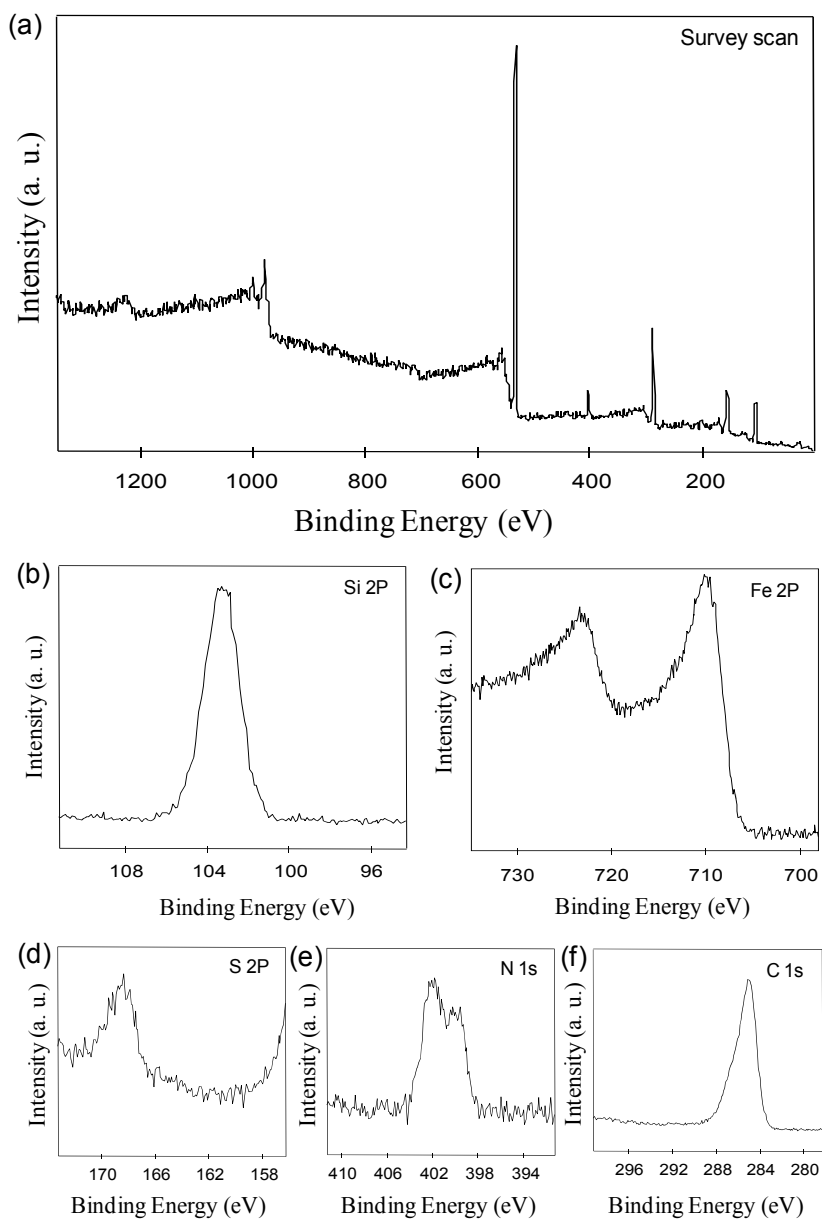 (a)
Survey scan
Intensity (a. u.)
1200 1000 800 600 400 200
Binding Energy (eV)
(b)
Si 2P
Intensity (a. u.)
108 104 100 96
Binding Energy (eV)
(c)
Fe 2P
Intensity (a. u.)
730 720 710 700
Binding Energy (eV)
(d)
S 2P
Intensity (a. u.)
170 166 162 158
Binding Energy (eV)
(e)
N 1s
Intensity (a. u.)
410 406 402 398 394
Binding Energy (eV)
(f)
C 1s
Intensity (a. u.)
296 292 288 284 280
Binding Energy (eV)